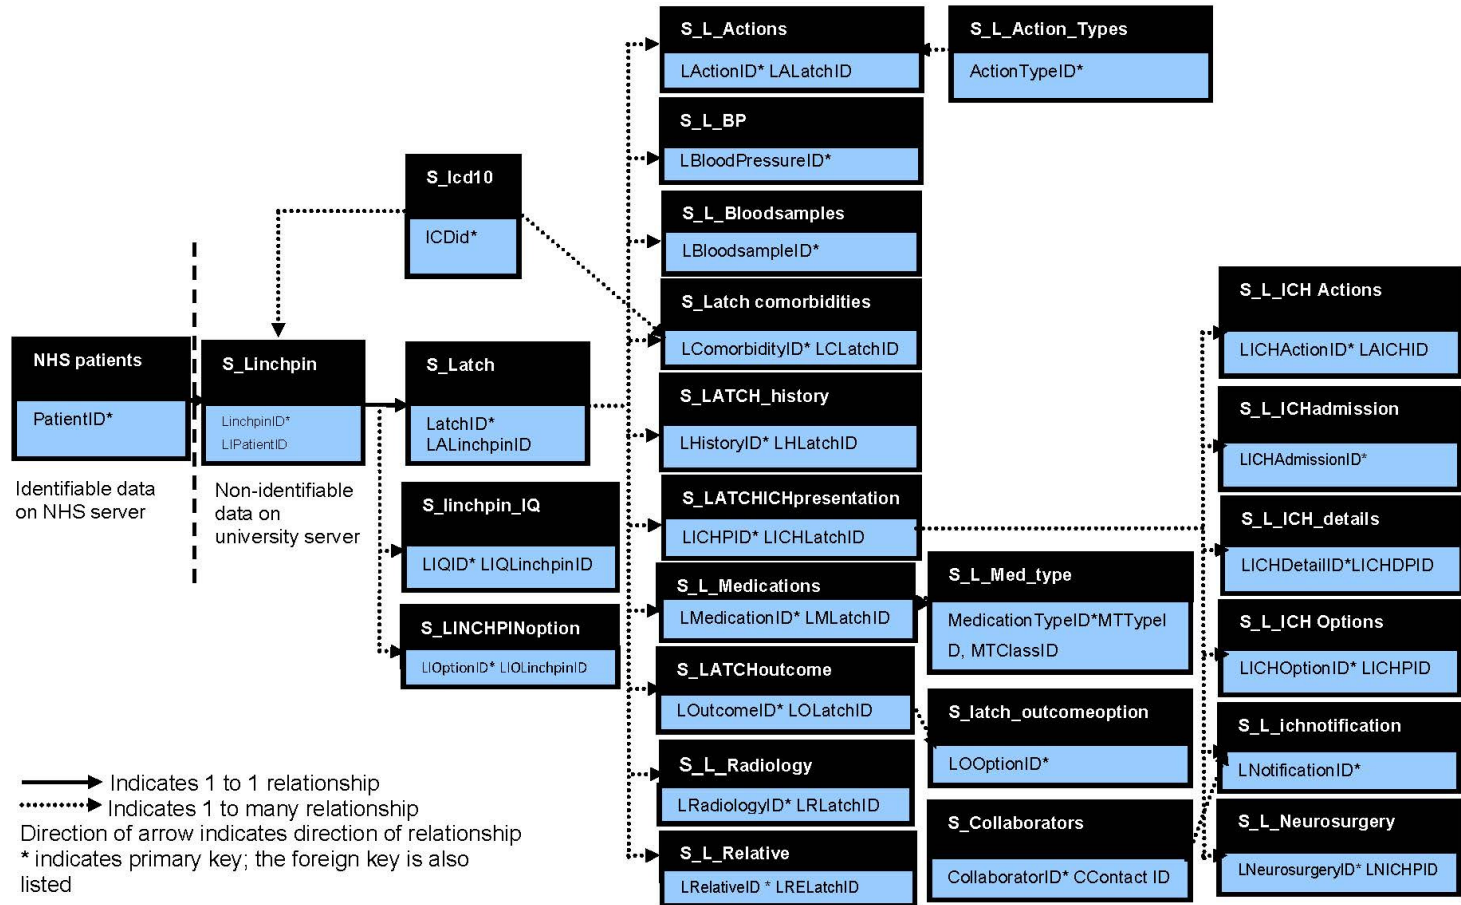 S_L_Actions
LActionID* LALatchID
S_L_Action_Types
ActionTypeID*
S_L_BP
LBloodPressureID*
S_Icd10
ICDid*
S_L_Bloodsamples
LBloodsampleID*
S_Latch comorbidities
LComorbidityID* LCLatchID
NHS patients
PatientID*
Identifiable data
on NHS server
S_Linchpin
LinchpinID*
LIPatientID
Non-identifiable
data on
university server
S_Latch
LatchID*
LALinchpinID
S_linchpin_IQ
LIQID* LIQLinchpinID
S_LINCHPINoption
LIOptionID* LIOLinchpinID
S_LATCH_history
LHistoryID* LHLatchID
S_LATCHICHpresentation
LICHPID* LICHLatchID
S_L_Medications
LMedicationID* LMLatchID
S_L_Med_type
MedicationTypeID*MTTypeI
D, MTClassID
S_LATCHoutcome
LOutcomeID* LOLatchID
S_latch_outcomeoption
LOOptionID*
S_L_Radiology
LRadiologyID* LRLatchID
S_Collaborators
CollaboratorID* CContact ID
S_L_Relative
LRelativeID * LRELatchID
S_L_ICH Actions
LICHActionID* LAICHID
S_L_ICHadmission
LICHAdmissionID*
S_L_ICH_details
LICHDetailID*LICHDPID
S_L_ICH Options
LICHOptionID* LICHPID
S_L_ichnotification
LNotificationID*
S_L_Neurosurgery
LNeurosurgeryID* LNICHPID
Indicates 1 to 1 relationship
Indicates 1 to many relationship
Direction of arrow indicates direction of relationship
* indicates primary key; the foreign key is also
listed